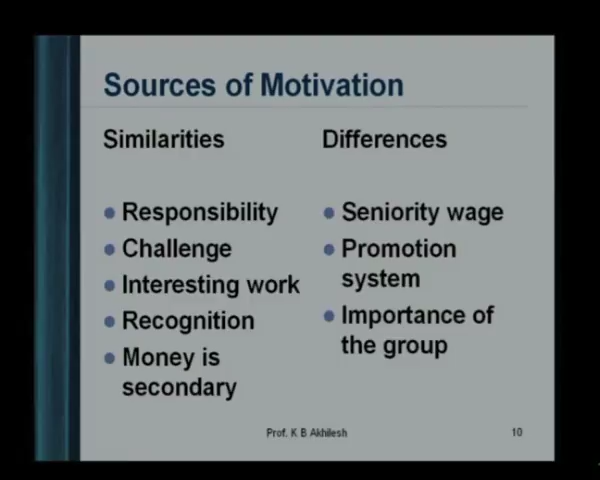 Sources of Motivation
Similarities
Responsibility
Challenge
Interesting work
Recognition
Money is
secondary
Differences
Seniority wage
Promotion
system
Importance of
the group
Prof. K B Akhilesh
10